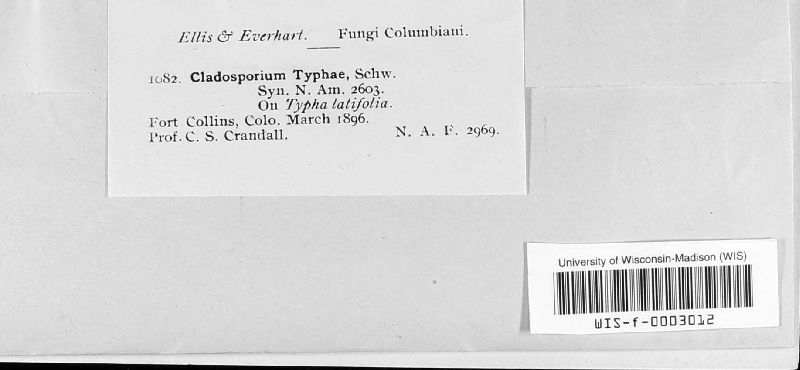 Ellis & Everhart. Fungi Columbiani.
1082. Cladosporium Typhae, Schw.
Syn. N. Am. 2603.
On Typha latifolia.
Fort Collins, Colo. March 1896.
Prof. C. S. Crandall. N. A. F. 2969.
University of Wisconsin-Madison (WIS)
WIS-f-0003012